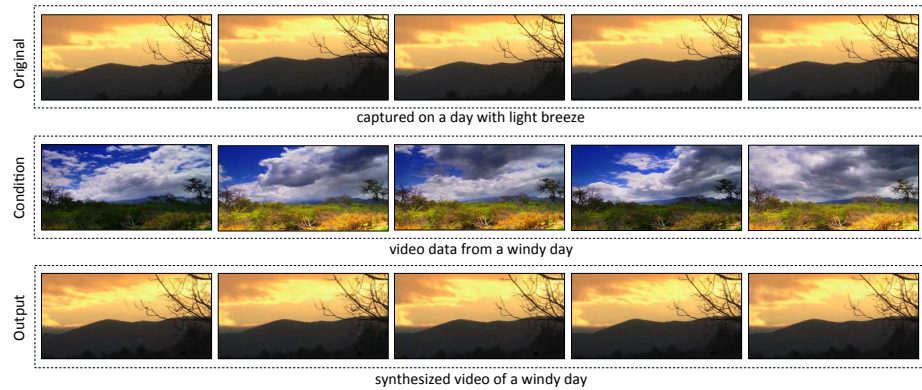 Original
captured on a day with light breeze
Condition
video data from a windy day
Output
synthesized video of a windy day